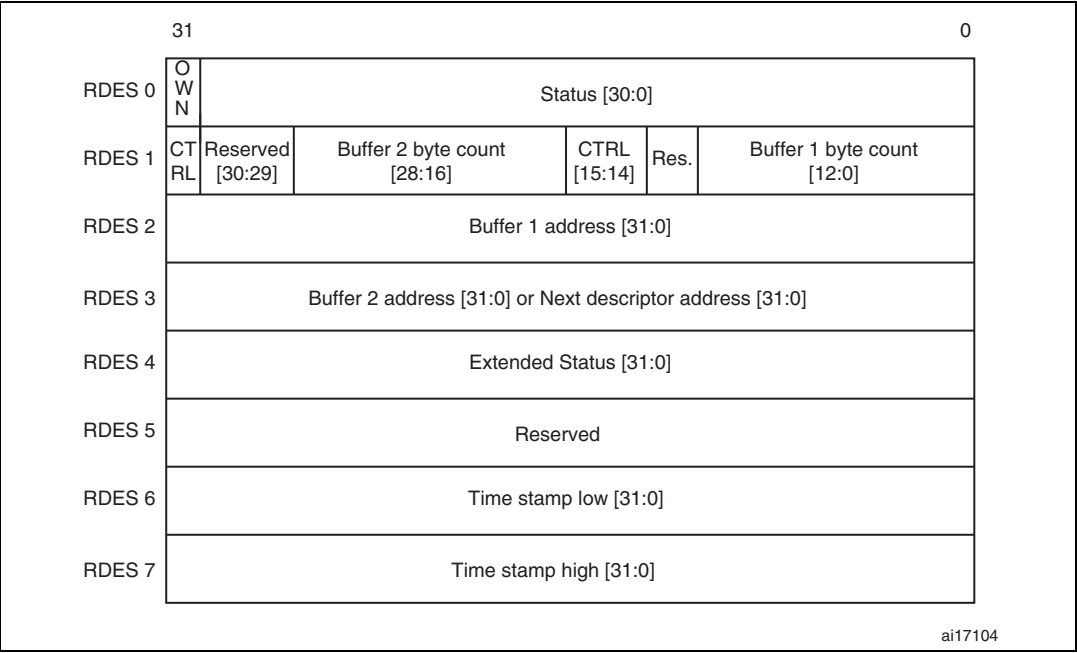 31 0
RDES 0
O
W
N
Status [30:0]
RDES 1
CT
RL
Reserved
[30:29]
Buffer 2 byte count
[28:16]
CTRL
[15:14]
Res.
Buffer 1 byte count
[12:0]
RDES 2
Buffer 1 address [31:0]
RDES 3
Buffer 2 address [31:0] or Next descriptor address [31:0]
RDES 4
Extended Status [31:0]
RDES 5
Reserved
RDES 6
Time stamp low [31:0]
RDES 7
Time stamp high [31:0]
ai17104